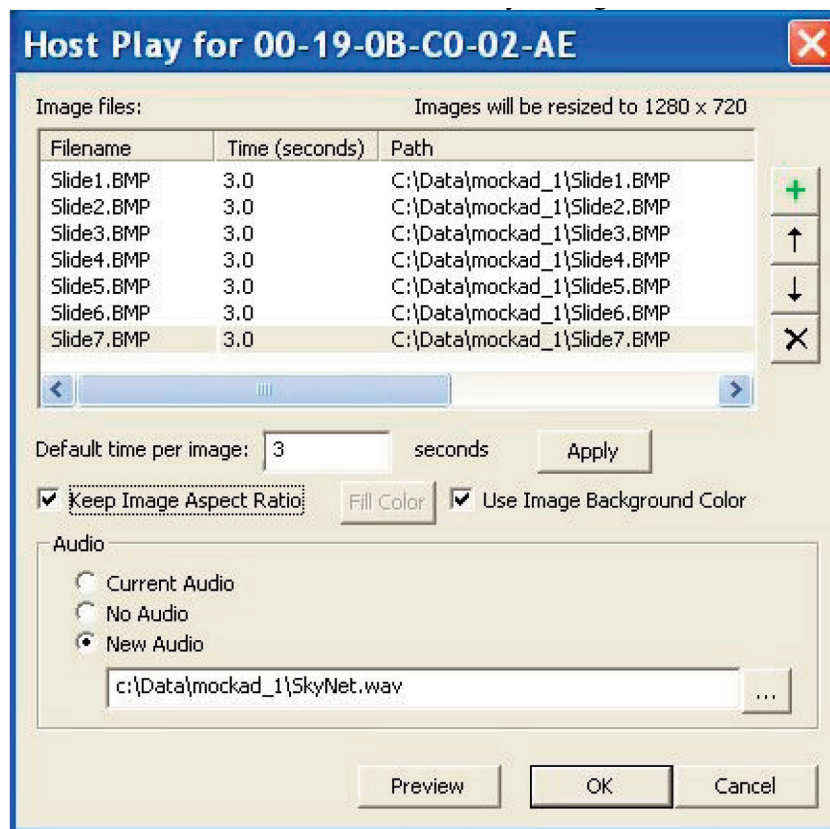 Host Play for 00-19-0B-C0-02-AE
Image files: Images will be resized to 1280 x 720
Filename Time (seconds) Path
Slide1.BMP 3.0 C:\Data\mockad_1\Slide1.BMP
Slide2.BMP 3.0 C:\Data\mockad_1\Slide2.BMP
Slide3.BMP 3.0 C:\Data\mockad_1\Slide3.BMP
Slide4.BMP 3.0 C:\Data\mockad_1\Slide4.BMP
Slide5.BMP 3.0 C:\Data\mockad_1\Slide5.BMP
Slide6.BMP 3.0 C:\Data\mockad_1\Slide6.BMP
Slide7.BMP 3.0 C:\Data\mockad_1\Slide7.BMP
Default time per image: 3 seconds Apply
Keep Image Aspect Ratio Fill Color Use Image Background Color
Audio
Current Audio
No Audio
New Audio
c:\Data\mockad_1\SkyNet.wav ...
Preview OK Cancel